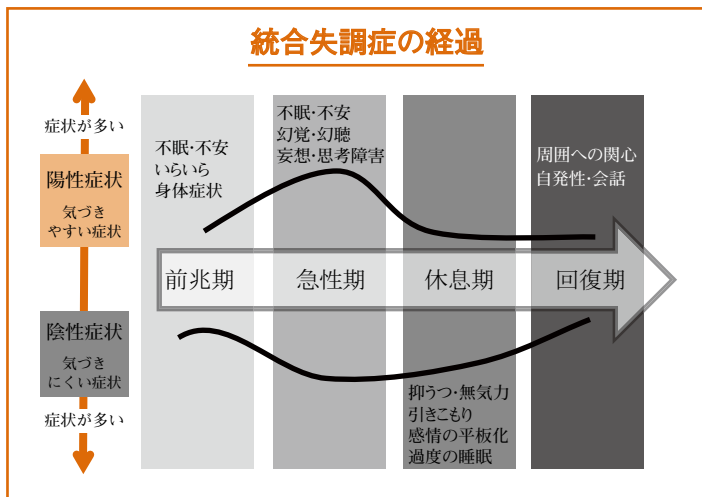 統合失調症の経過
症状が多い
陽性症状
気づき
やすい症状
陰性症状
気づき
にくい症状
症状が多い
不眠・不安
いらいら
身体症状
不眠・不安
幻覚・幻聴
妄想・思考障害
周囲への関心
自発性・会話
前兆期
急性期
休息期
回復期
抑うつ・無気力
引きこもり
感情の平板化
過度の睡眠